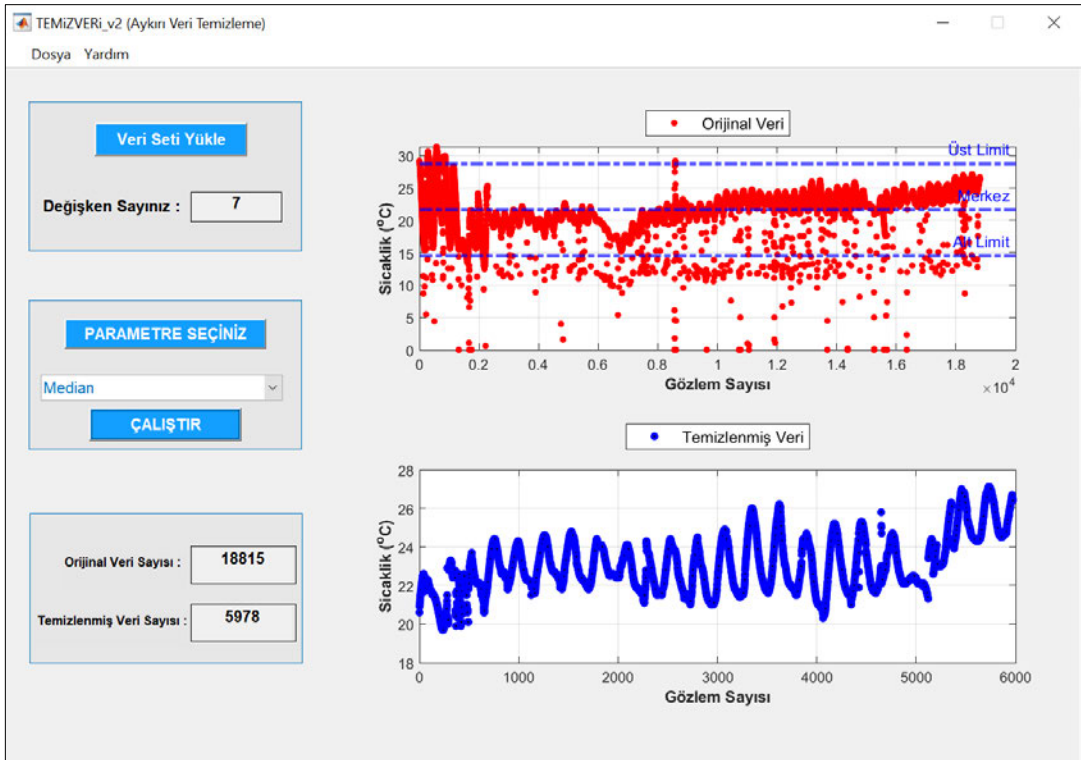 TEMiZVERi_v2 (Aykırı Veri Temizleme)
Dosya Yardım
Veri Seti Yükle
Değişken Sayınız : 7
PARAMETRE SEÇİNİZ
Median
ÇALIŞTIR
Orijinal Veri Sayısı : 18815
Temizlenmiş Veri Sayısı : 5978
Orijinal Veri
Üst Limit
Merkez
Alt Limit
Sicaklik (°C)
30
25
20
15
10
5
0
0 0.2 0.4 0.6 0.8 1 1.2 1.4 1.6 1.8 2
Gözlem Sayısı
×10^4
Temizlenmiş Veri
Sicaklik (°C)
28
26
24
22
20
18
0 1000 2000 3000 4000 5000 6000
Gözlem Sayısı